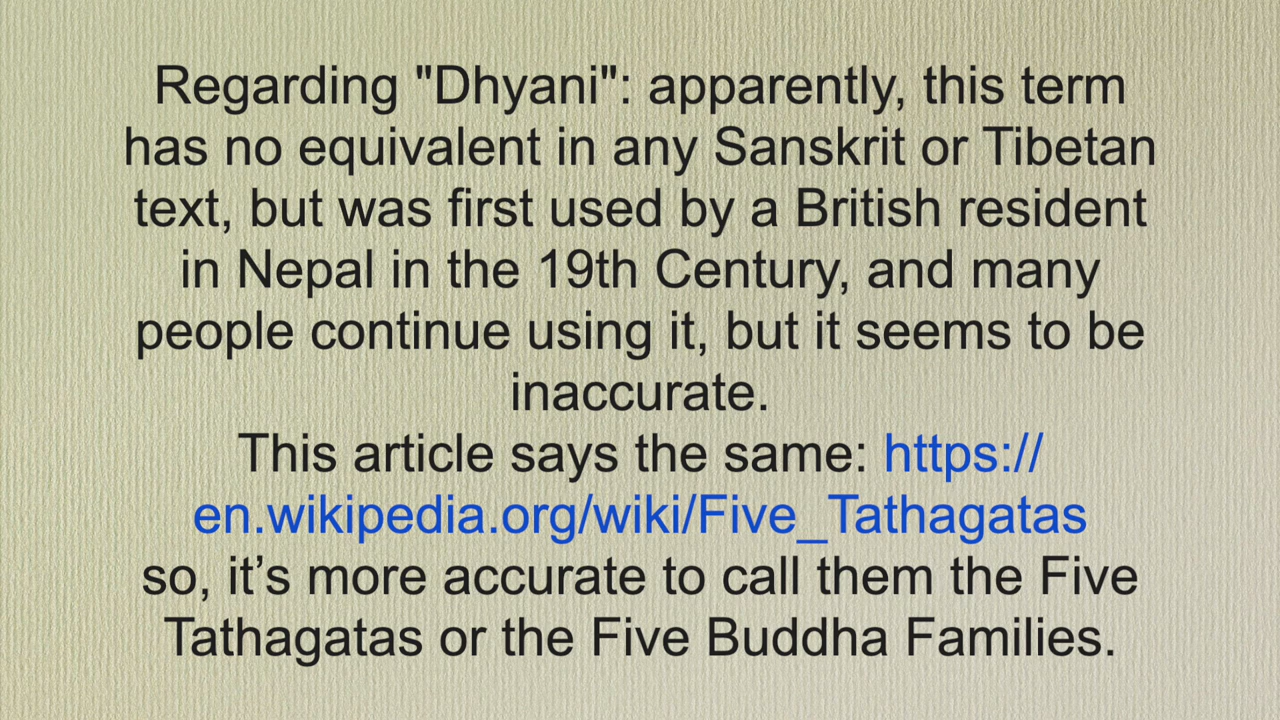 Regarding "Dhyani": apparently, this term
has no equivalent in any Sanskrit or Tibetan
text, but was first used by a British resident
in Nepal in the 19th Century, and many
people continue using it, but it seems to be
inaccurate.
This article says the same: https://
en.wikipedia.org/wiki/Five_Tathagatas
so, it’s more accurate to call them the Five
Tathagatas or the Five Buddha Families.